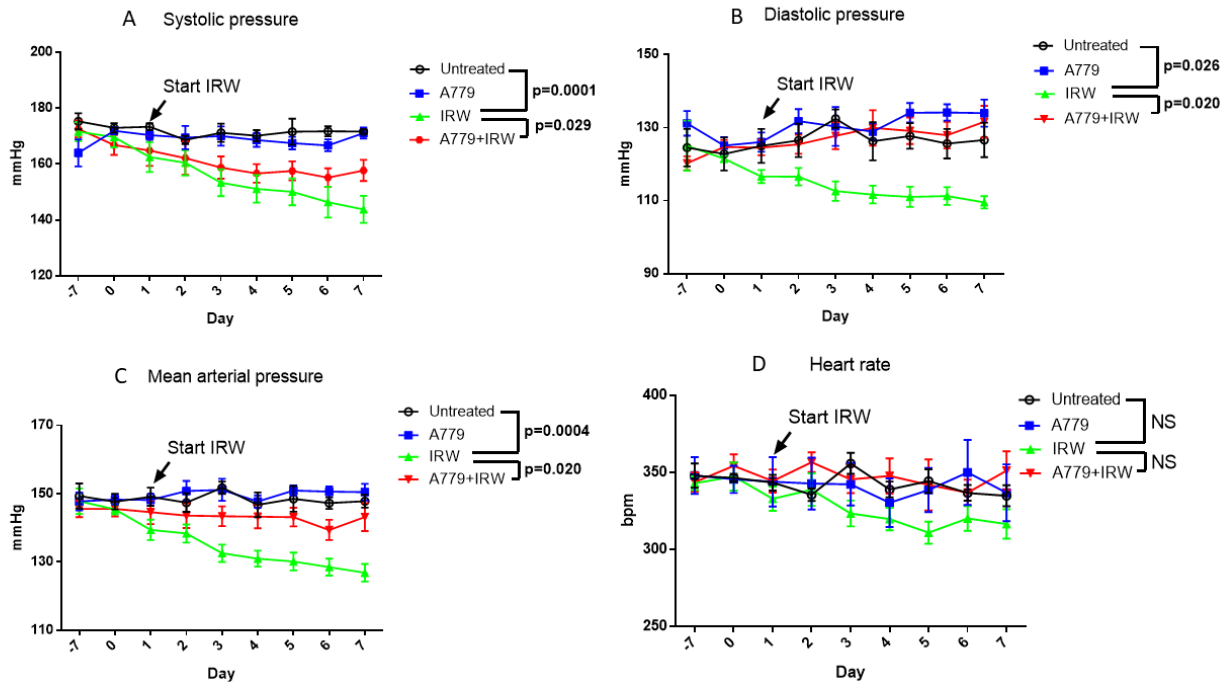 A Systolic pressure
200
180
160
140
120
mmHg
Start IRW
-7 0 1 2 3 4 5 6 7
Day
Untreated
A779
IRW
A779+IRW
p=0.0001
p=0.029
B Diastolic pressure
150
130
110
90
mmHg
Start IRW
-7 0 1 2 3 4 5 6 7
Day
Untreated
A779
IRW
A779+IRW
p=0.026
p=0.020
C Mean arterial pressure
170
150
130
110
mmHg
Start IRW
-7 0 1 2 3 4 5 6 7
Day
Untreated
A779
IRW
A779+IRW
p=0.0004
p=0.020
D Heart rate
400
350
300
250
bpm
Start IRW
-7 0 1 2 3 4 5 6 7
Day
Untreated
A779
IRW
A779+IRW
NS
NS